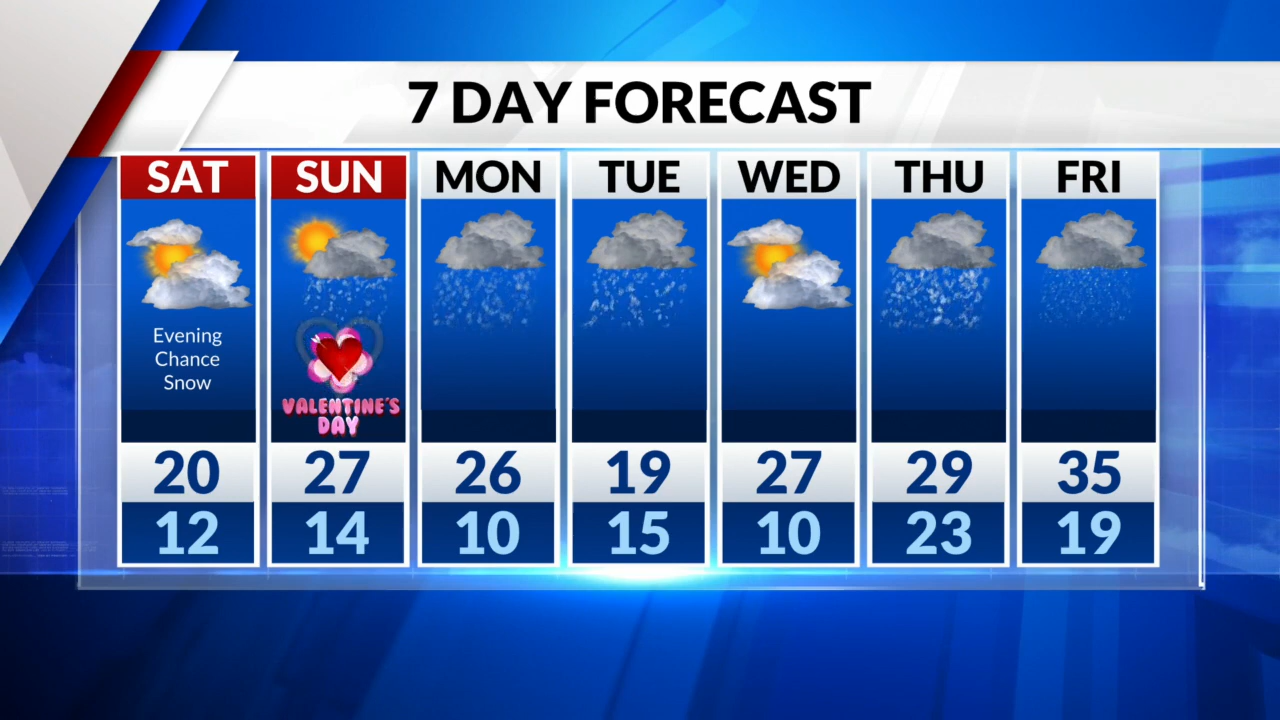 7 DAY FORECAST
SAT SUN MON TUE WED THU FRI
Evening
Chance
Snow
VALENTINE'S
DAY
20 27 26 19 27 29 35
12 14 10 15 10 23 19